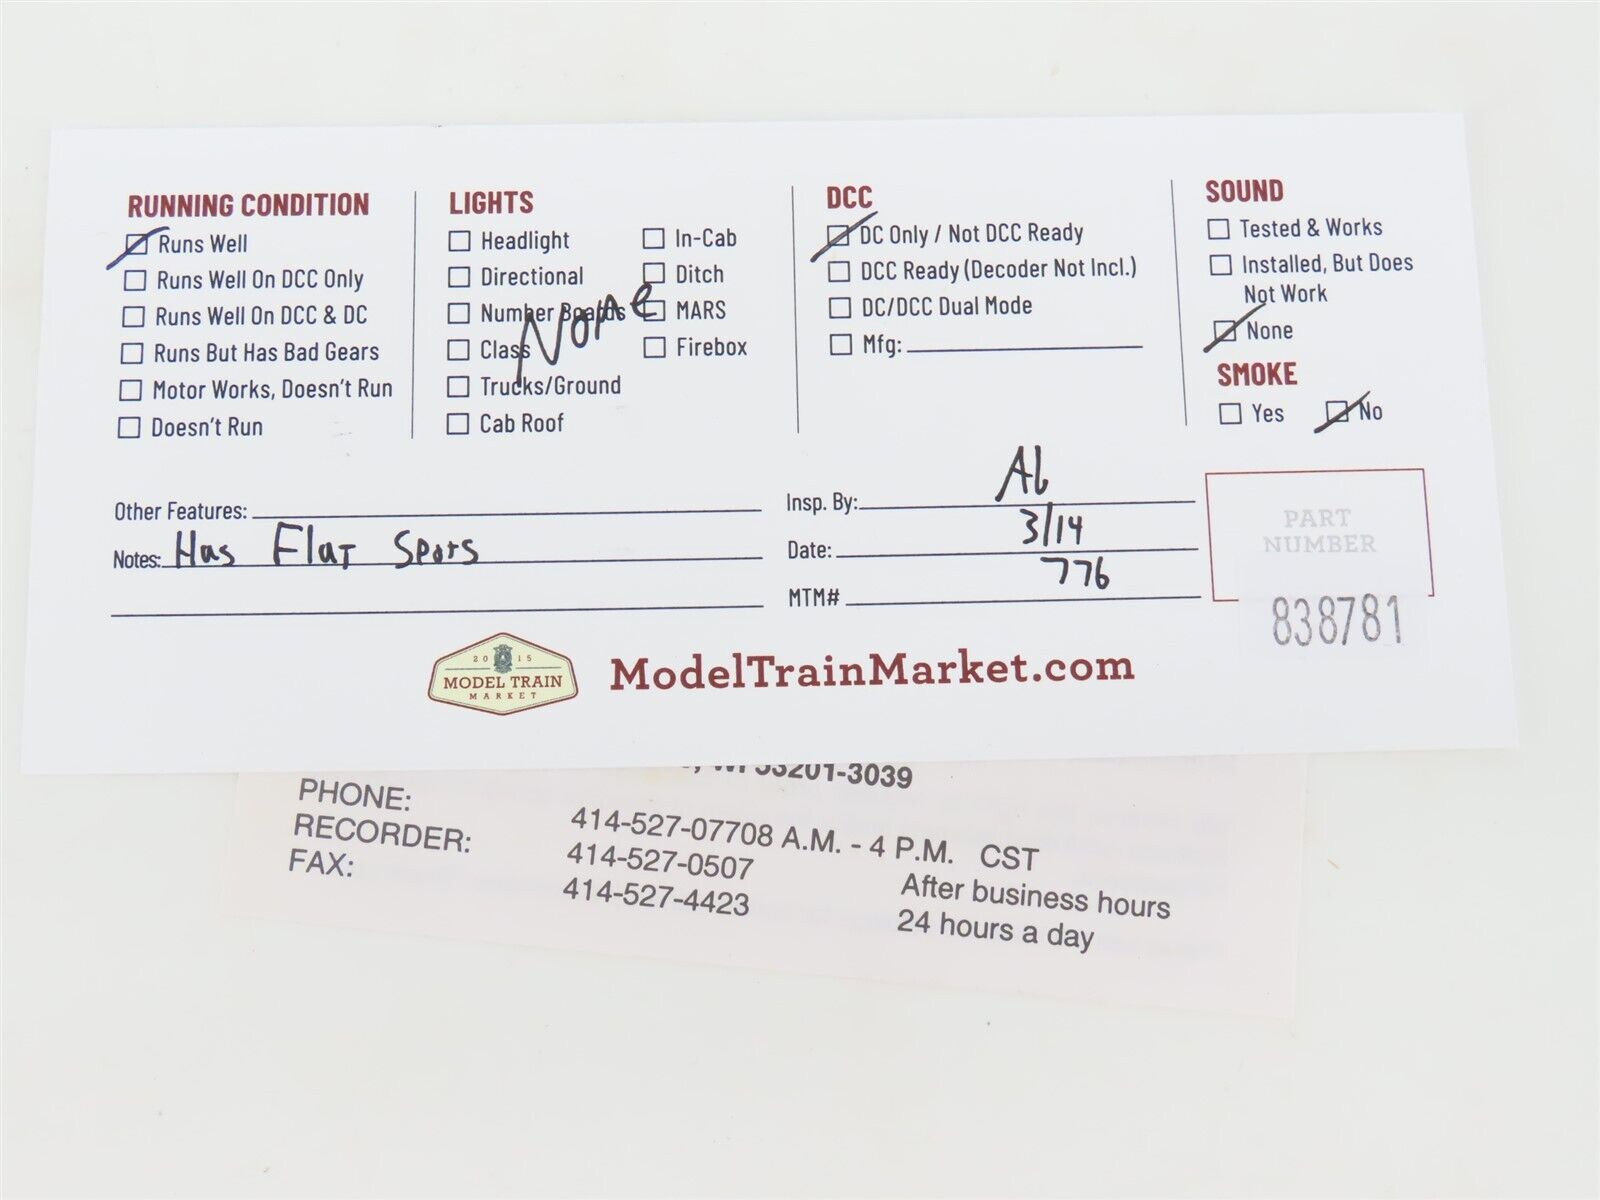 RUNNING CONDITION
Runs Well
Runs Well On DCC Only
Runs Well On DCC & DC
Runs But Has Bad Gears
Motor Works, Doesn't Run
Doesn't Run
LIGHTS
Headlight
Directional
Number Boards
Class
Trucks/Ground
Cab Roof
In-Cab
Ditch
MARS
Firebox
None
DCC
DC Only / Not DCC Ready
DCC Ready (Decoder Not Incl.)
DC/DCC Dual Mode
Mfg:
SOUND
Tested & Works
Installed, But Does
Not Work
None
SMOKE
Yes No
Other Features:
Notes: Has Flat Spots
Insp. By: Al
Date: 3/14
MTM# 776
PART
NUMBER
838781
2015
MODEL TRAIN
MARKET
ModelTrainMarket.com
WI 53201-3039
PHONE: 414-527-07708 A.M. - 4 P.M. CST
RECORDER: 414-527-0507 After business hours
FAX: 414-527-4423 24 hours a day